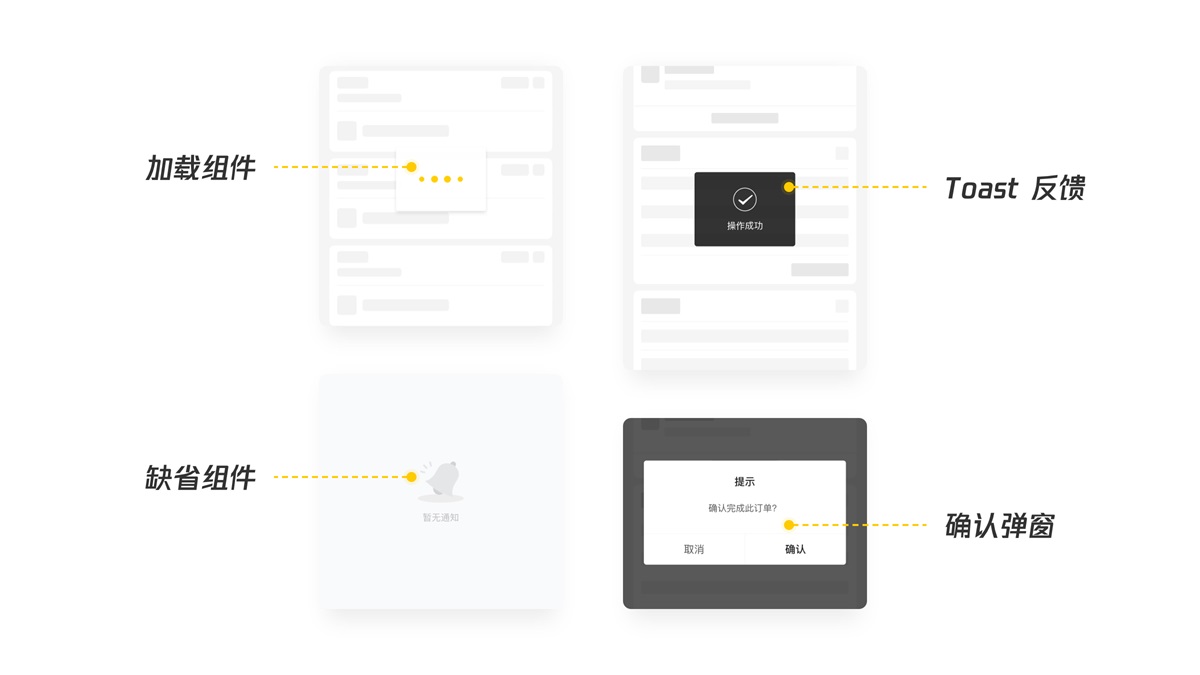 加载组件
Toast 反馈
操作成功
缺省组件
暂无通知
提示
确认完成此订单?
取消
确认
确认弹窗